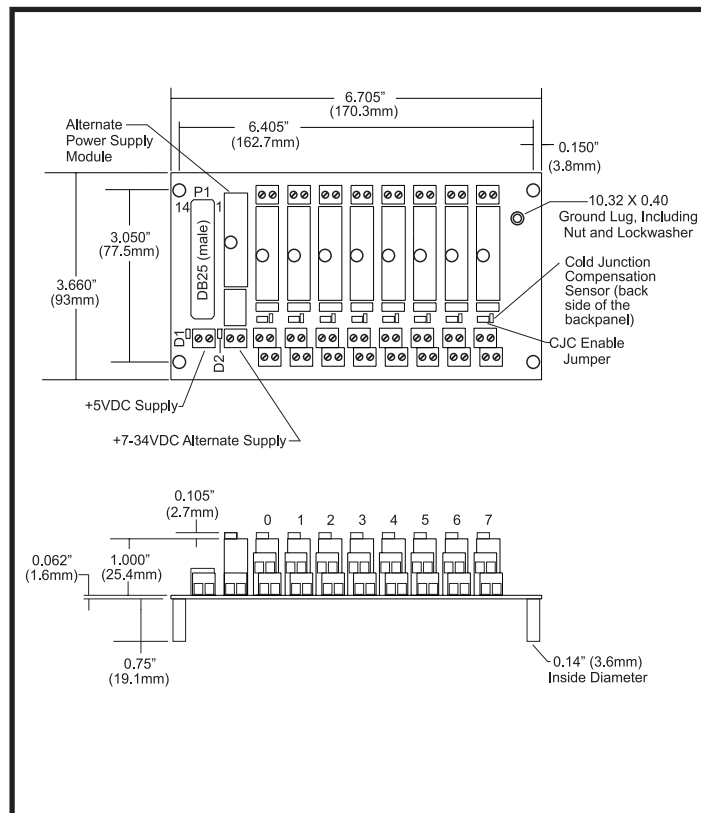 6.705"
(170.3mm)
Alternate
Power Supply
Module
6.405"
(162.7mm)
0.150"
(3.8mm)
P1
14
1
DB25 (male)
10.32 X 0.40
Ground Lug, Including
Nut and Lockwasher
3.050"
(77.5mm)
3.660"
(93mm)
Cold Junction
Compensation
Sensor (back
side of the
backpanel)
CJC Enable
Jumper
D1
D2
+5VDC Supply
+7-34VDC Alternate Supply
0.105"
(2.7mm)
0 1 2 3 4 5 6 7
0.062"
(1.6mm)
1.000"
(25.4mm)
0.75"
(19.1mm)
0.14" (3.6mm)
Inside Diameter